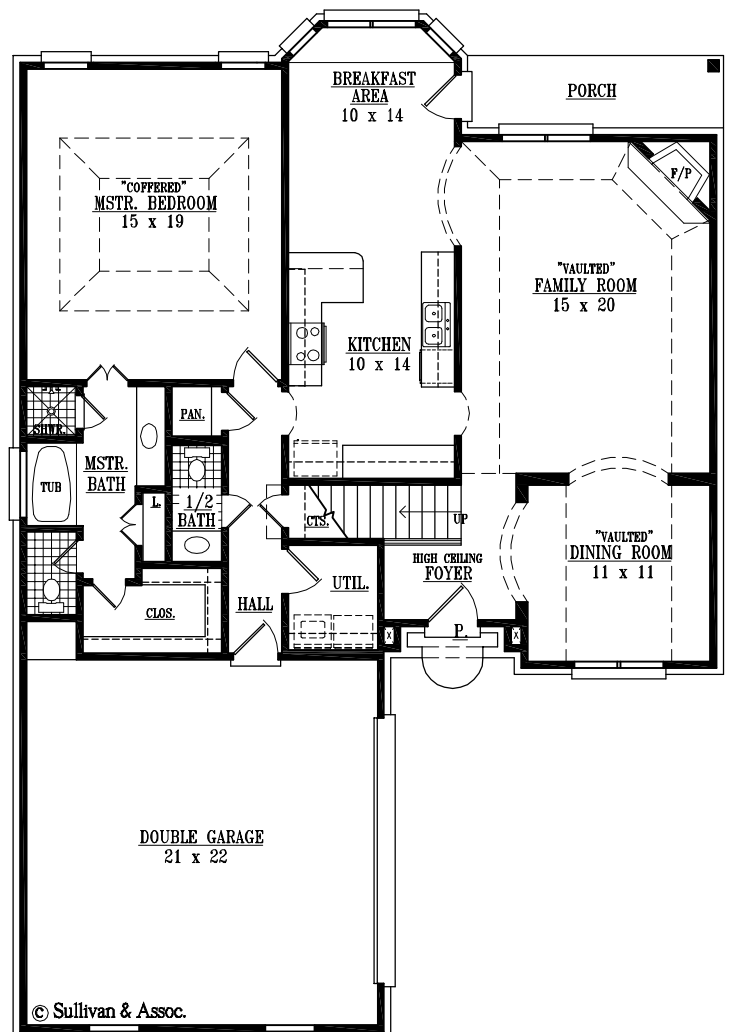 BREAKFAST
AREA
10 x 14
PORCH
F/P
"COFFERED"
MSTR. BEDROOM
15 x 19
"VAULTED"
FAMILY ROOM
15 x 20
KITCHEN
10 x 14
PAN.
SHWR.
MSTR.
BATH
TUB
L.
1/2
BATH
CTS.
UP
HIGH CEILING
FOYER
"VAULTED"
DINING ROOM
11 x 11
UTIL.
HALL
CLOS.
P.
DOUBLE GARAGE
21 x 22
© Sullivan & Assoc.